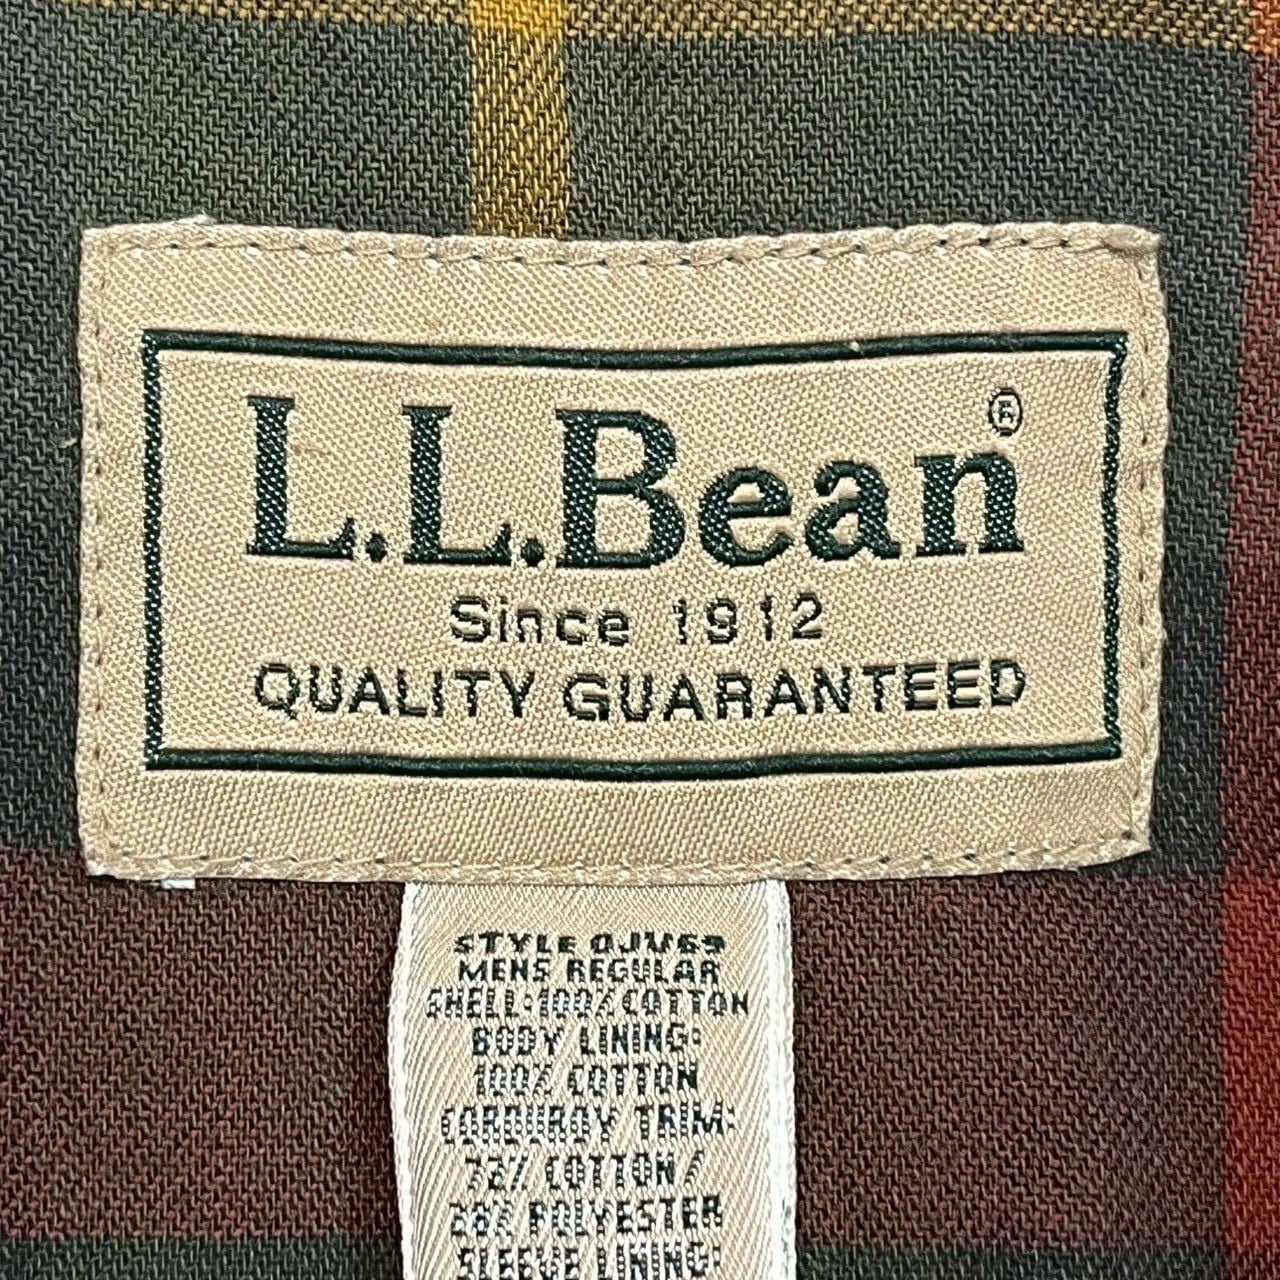 L.L.Bean®
Since 1912
QUALITY GUARANTEED
STYLE 0JV69
MENS REGULAR
SHELL:100% COTTON
BODY LINING:
100% COTTON
CORDUROY TRIM:
72% COTTON/
28% POLYESTER
SLEEVE LINING: